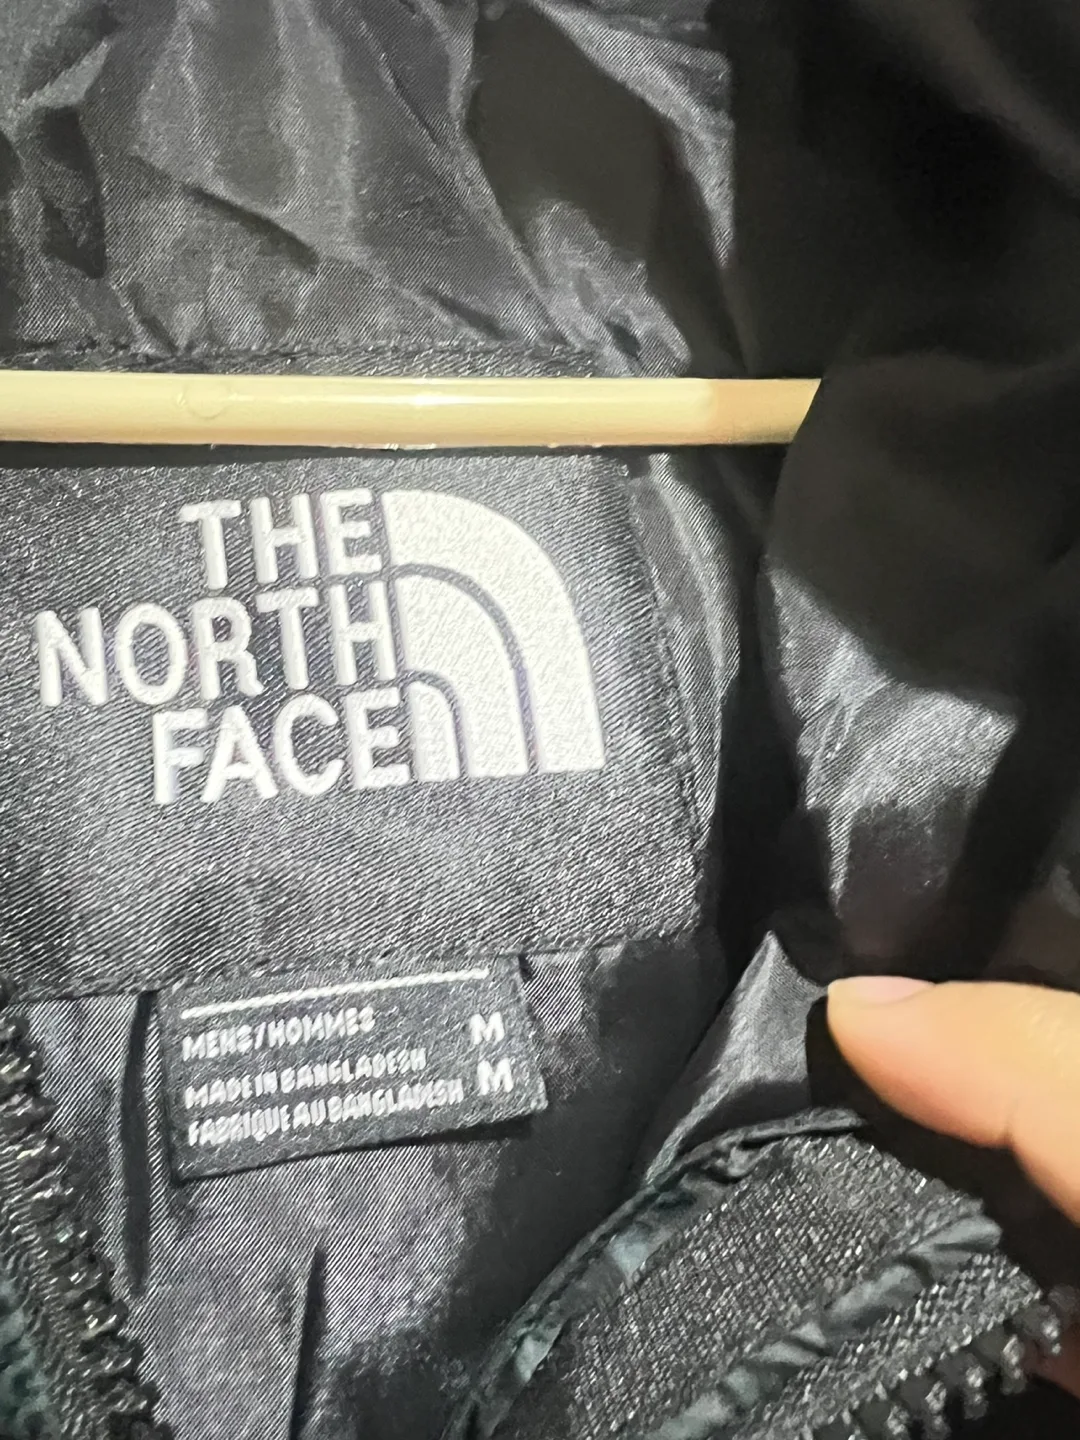 THE
NORTH
FACE
MENS/HOMMES M
MADE IN BANGLADESH M
FABRIQUE AU BANGLADESH